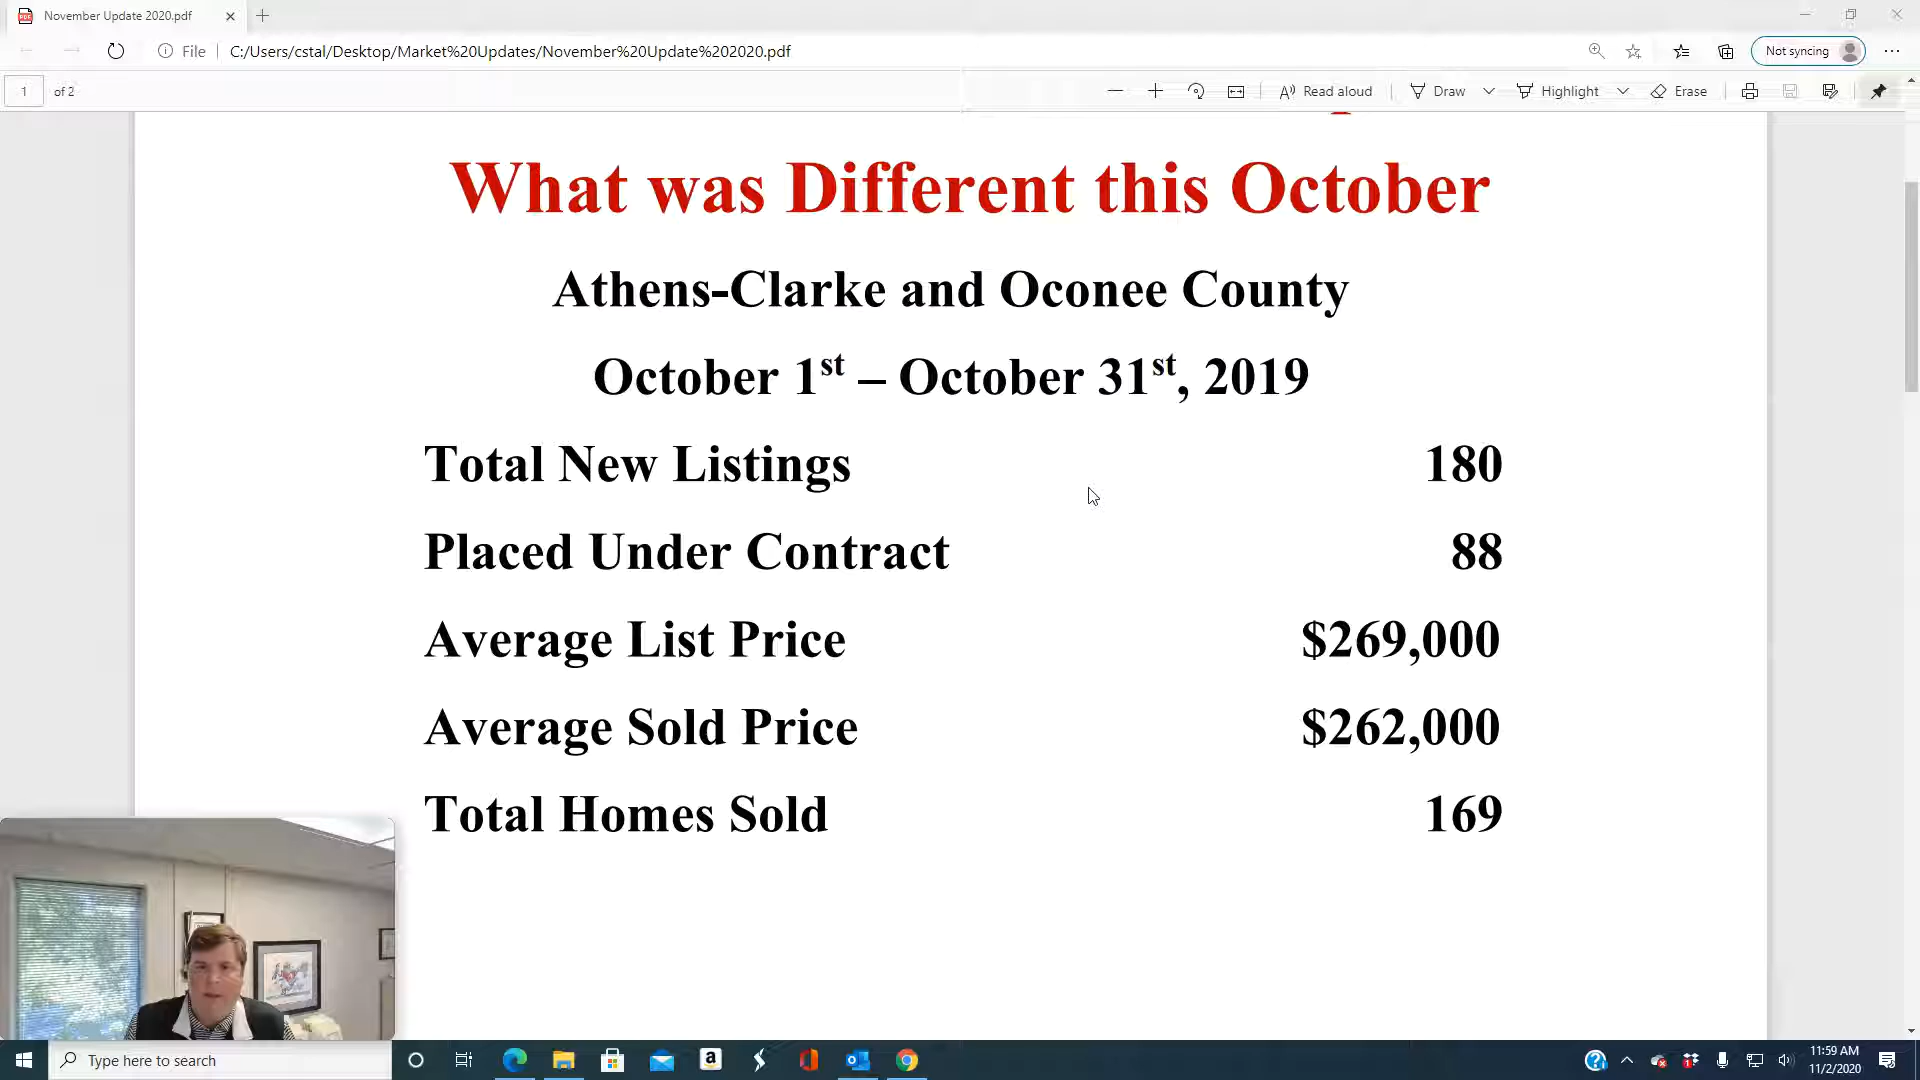 November Update 2020.pdf
File
C:/Users/cstal/Desktop/Market%20Updates/November%20Update%202020.pdf
Not syncing
1 of 2
Read aloud
Draw
Highlight
Erase
What was Different this October
Athens-Clarke and Oconee County
October 1st – October 31st, 2019
Total New Listings 180
Placed Under Contract 88
Average List Price $269,000
Average Sold Price $262,000
Total Homes Sold 169
Type here to search
11:59 AM
11/2/2020